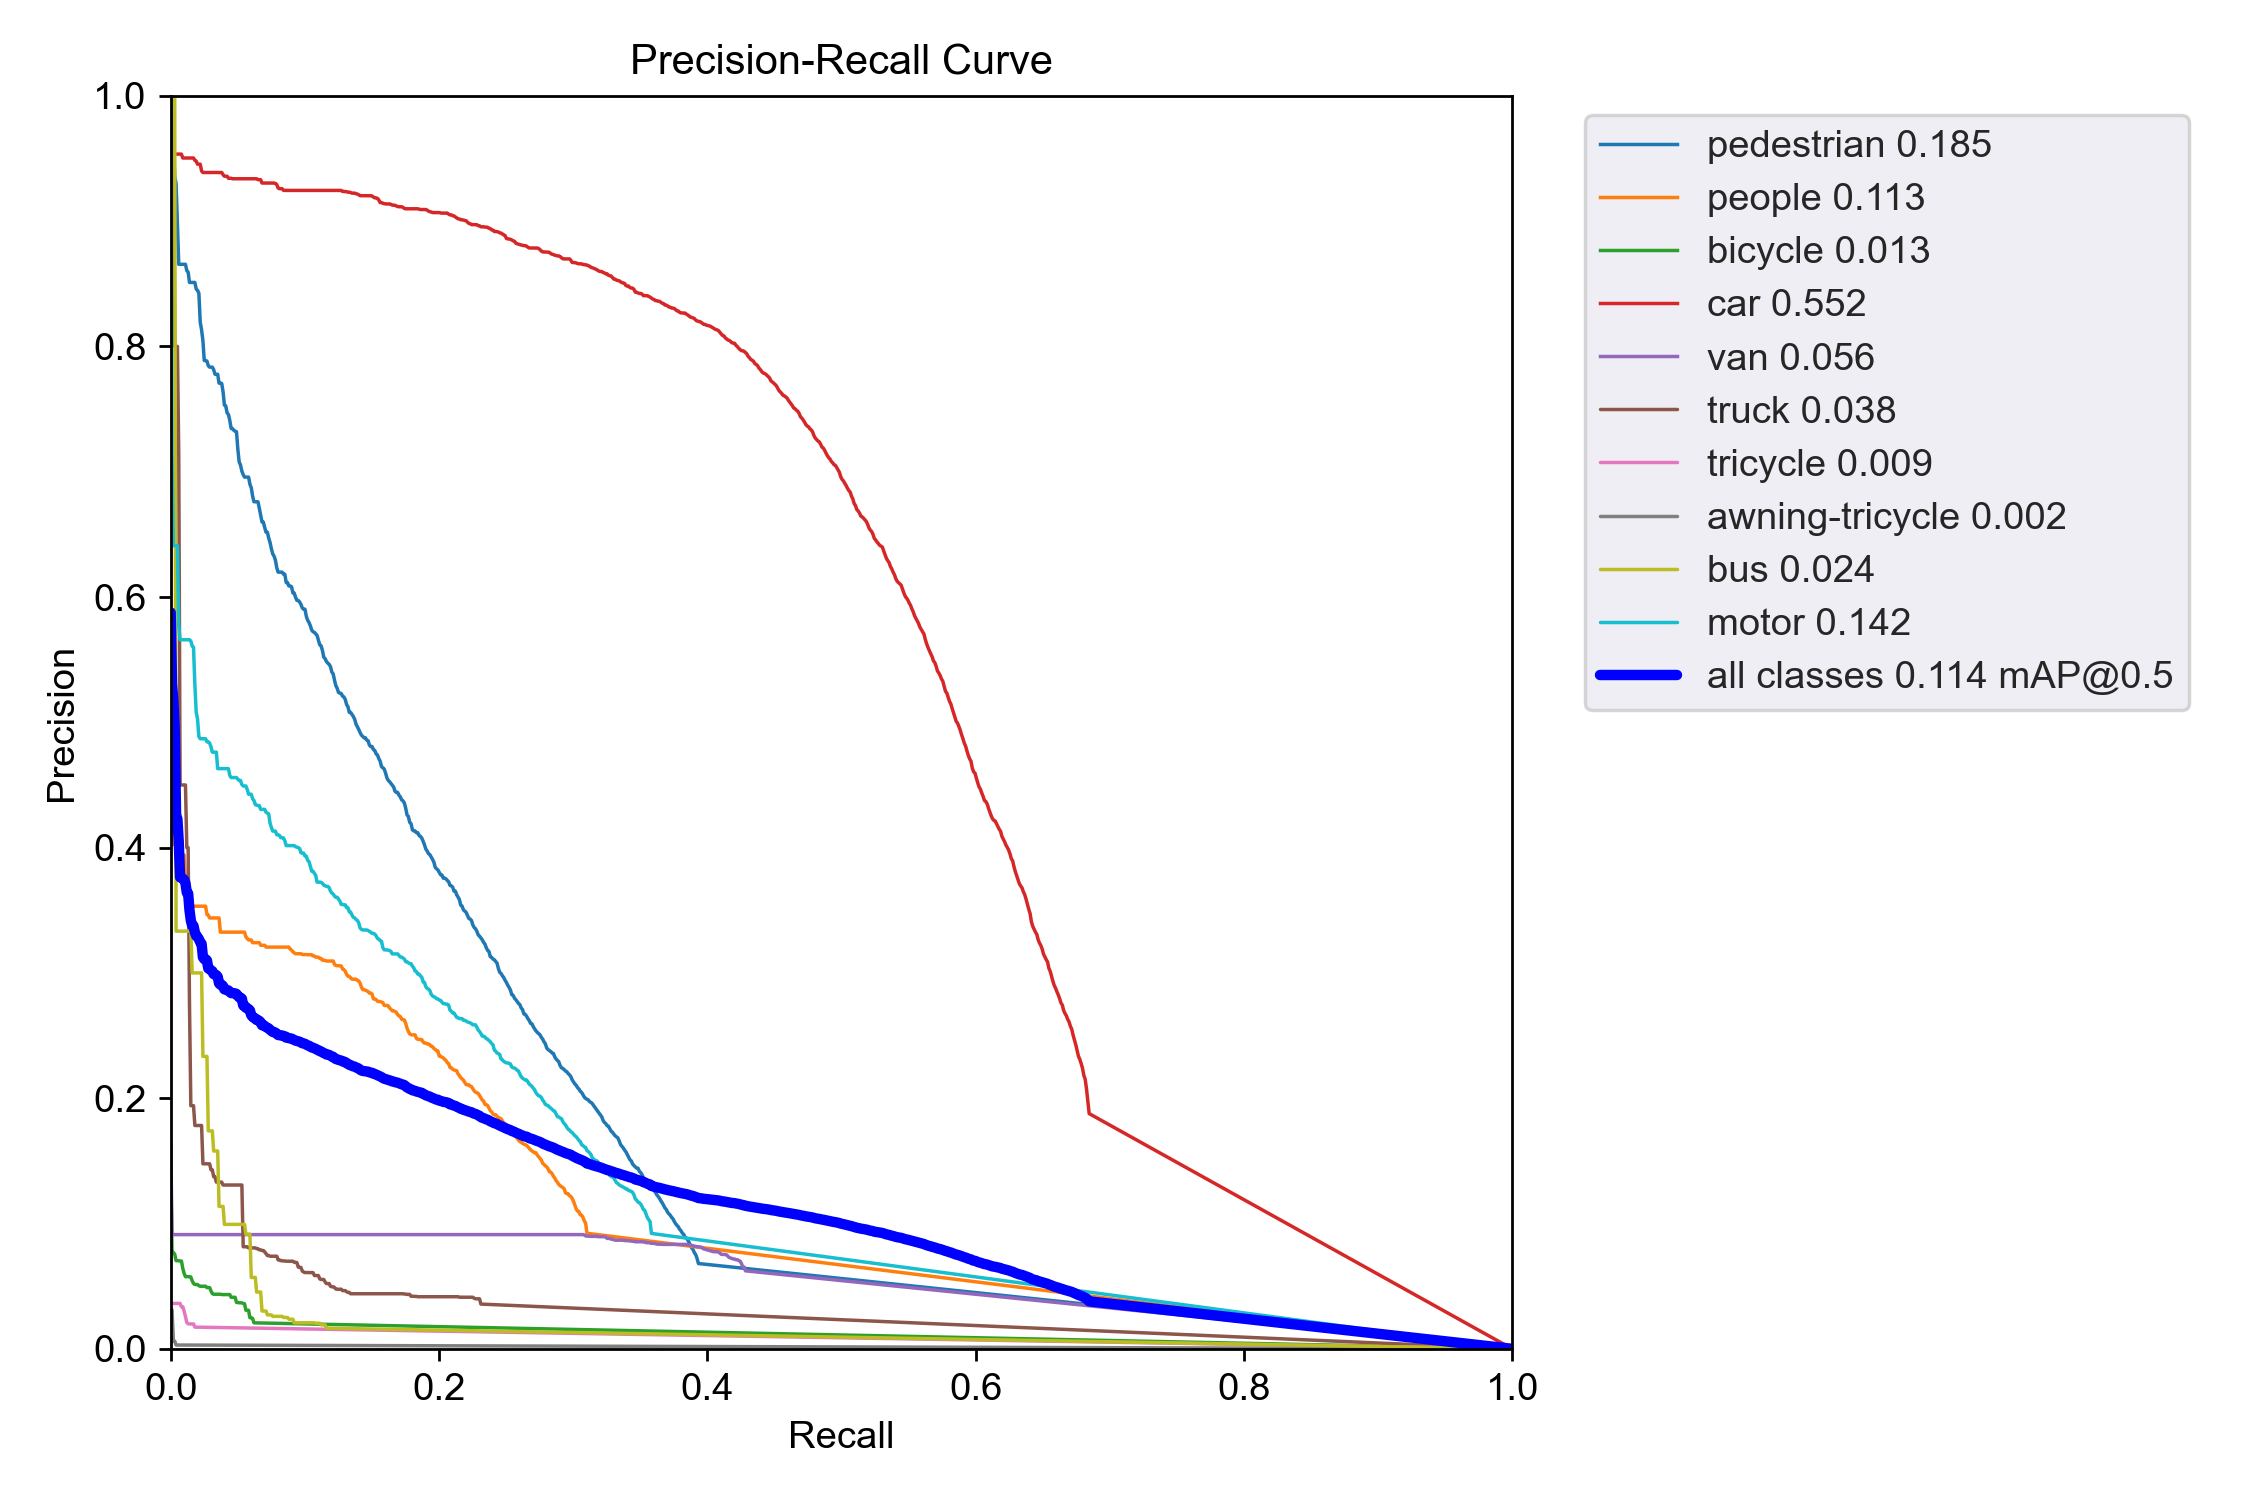 Precision-Recall Curve
1.0
0.8
0.6
0.4
0.2
0.0
Precision
0.0 0.2 0.4 0.6 0.8 1.0
Recall
pedestrian 0.185
people 0.113
bicycle 0.013
car 0.552
van 0.056
truck 0.038
tricycle 0.009
awning-tricycle 0.002
bus 0.024
motor 0.142
all classes 0.114 mAP@0.5